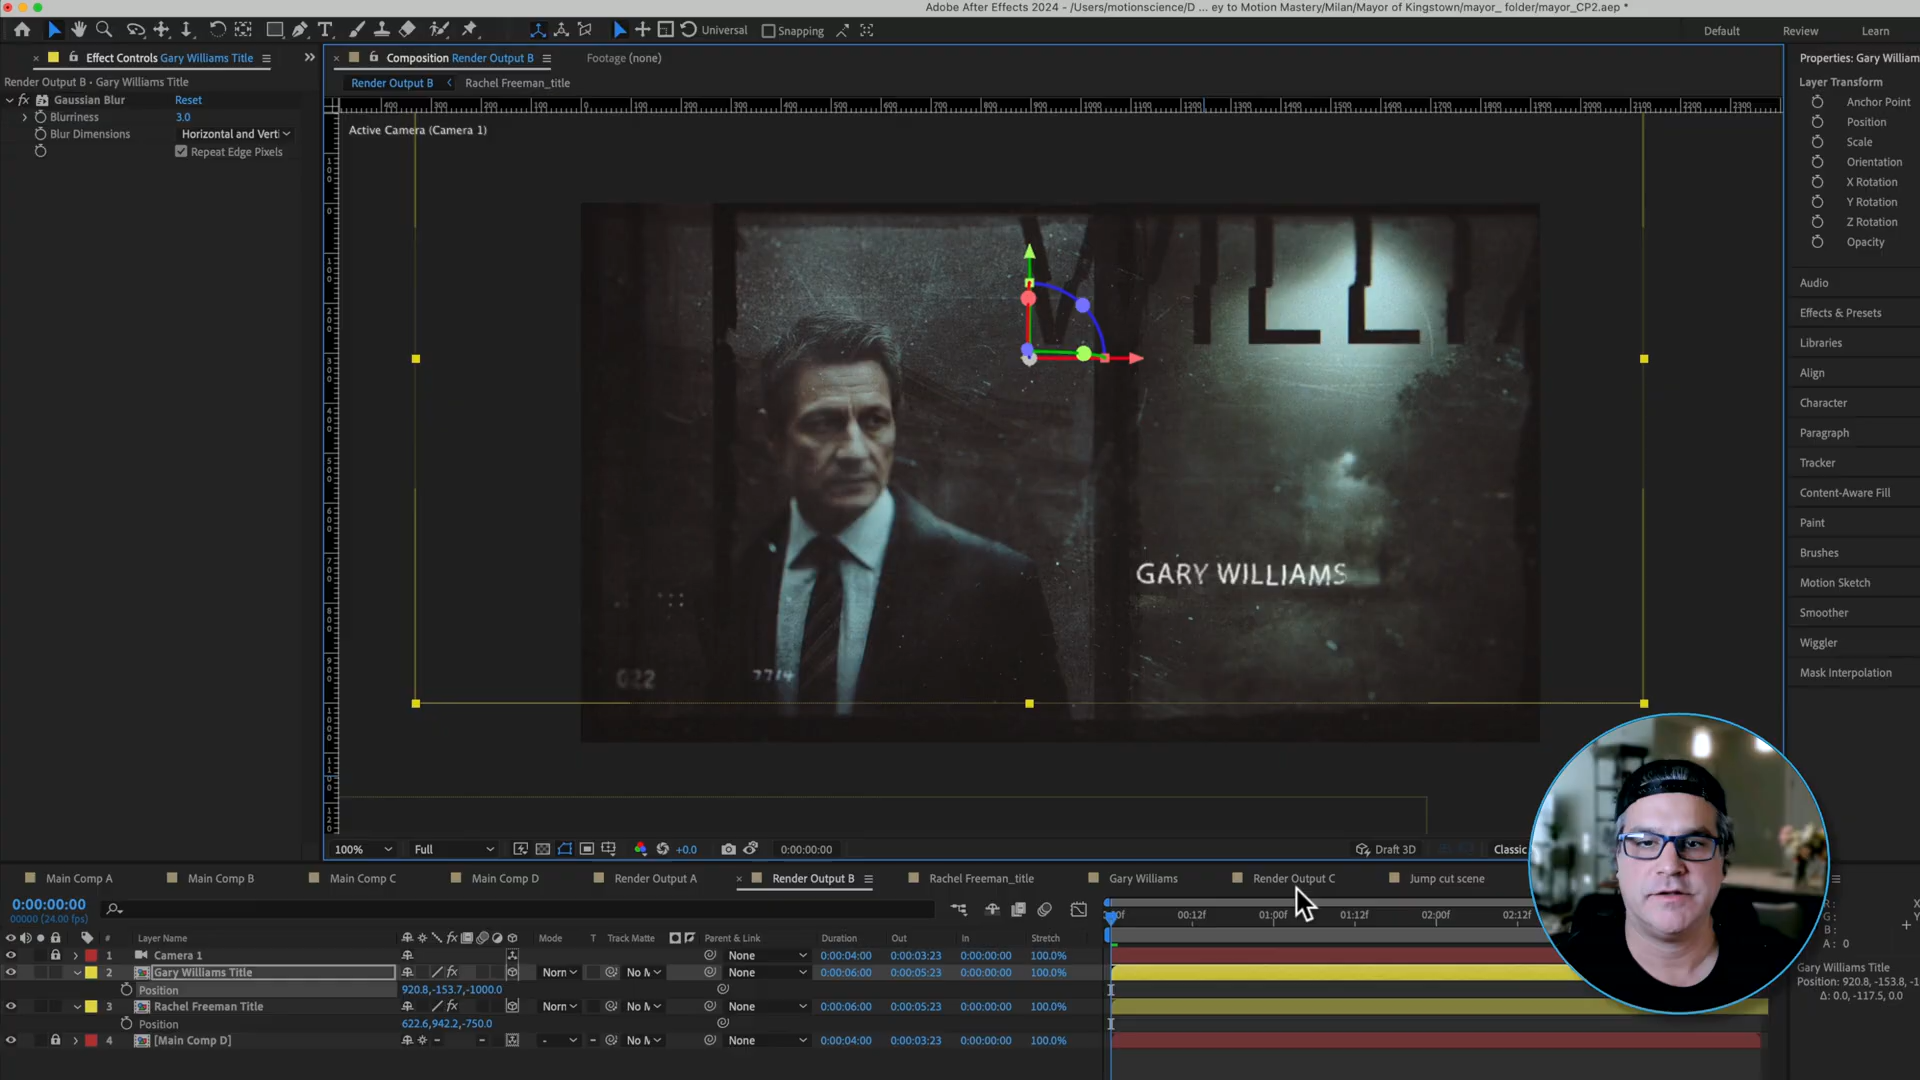 Adobe After Effects 2024 - /Users/motionscience/D ... ey to Motion Mastery/Milan/Mayor of Kingstown/mayor_ folder/mayor_CP2.aep *
Universal
Snapping
Default
Review
Learn
Effect Controls Gary Williams Title
Composition Render Output B
Footage (none)
Properties: Gary William
Render Output B • Gary Williams Title
Render Output B
Rachel Freeman_title
Layer Transform
fx Gaussian Blur
Reset
Blurriness
3.0
Blur Dimensions
Horizontal and Verti
Repeat Edge Pixels
Anchor Point
Position
Scale
Orientation
X Rotation
Y Rotation
Z Rotation
Opacity
Audio
Effects & Presets
Libraries
Align
Character
Paragraph
Tracker
Content-Aware Fill
Paint
Brushes
Motion Sketch
Smoother
Wiggler
Mask Interpolation
Active Camera (Camera 1)
WILL
GARY WILLIAMS
022
7714
100%
Full
+0.0
0:00:00:00
Draft 3D
Classic
Main Comp A
Main Comp B
Main Comp C
Main Comp D
Render Output A
Render Output B
Rachel Freeman_title
Gary Williams
Render Output C
Jump cut scene
0:00:00:00
00000 (24.00 fps)
:00f
00:12f
01:00f
01:12f
02:00f
02:12f
# Layer Name
Mode
T Track Matte
Parent & Link
Duration
Out
In
Stretch
1 Camera 1
None
0:00:04:00
0:00:03:23
0:00:00:00
100.0%
2 Gary Williams Title
Norn
No M
None
0:00:06:00
0:00:05:23
0:00:00:00
100.0%
Position
920.8,-153.7,-1000.0
3 Rachel Freeman Title
Norn
No M
None
0:00:06:00
0:00:05:23
0:00:00:00
100.0%
Position
622.6,942.2,-750.0
4 [Main Comp D]
-
No M
None
0:00:04:00
0:00:03:23
0:00:00:00
100.0%
R :
G :
B :
A : 0
X
Y
Gary Williams Title
Position: 920.8, -153.8, -1
Δ: 0.0, -117.5, 0.0